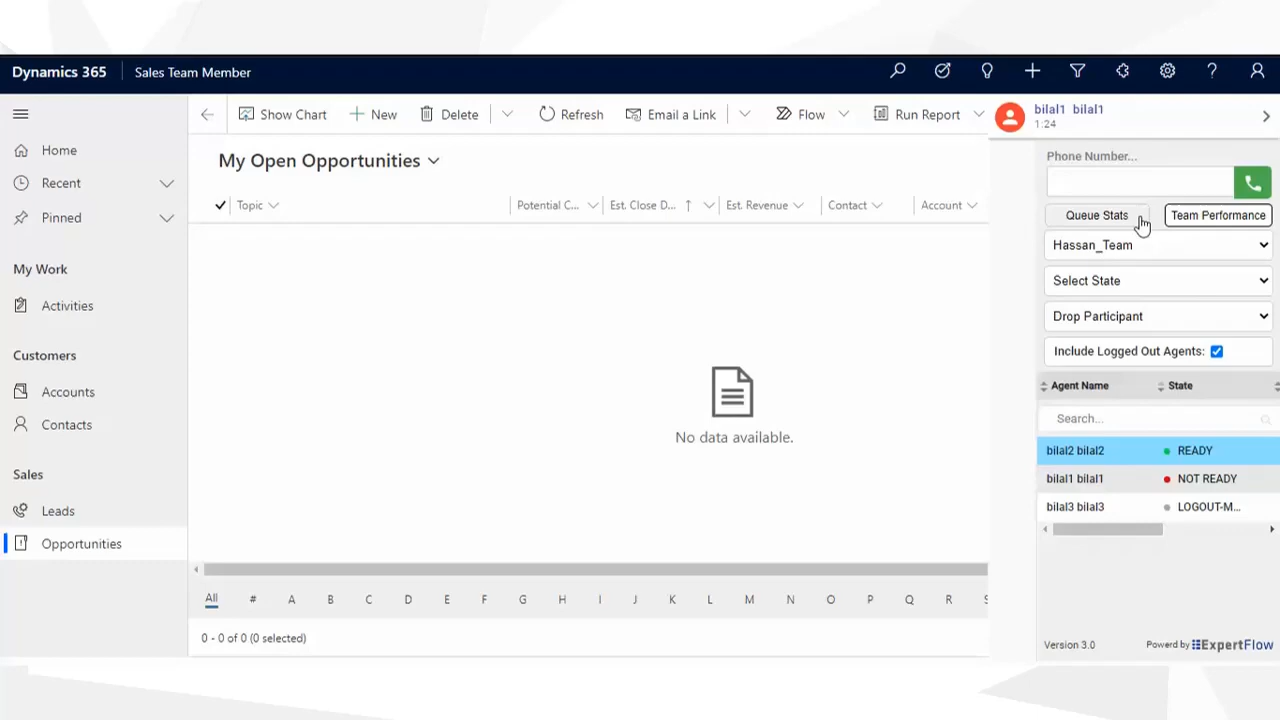 Dynamics 365
Sales Team Member
Home
Recent
Pinned
My Work
Activities
Customers
Accounts
Contacts
Sales
Leads
Opportunities
Show Chart
New
Delete
Refresh
Email a Link
Flow
Run Report
My Open Opportunities
Topic
Potential C...
Est. Close D...
Est. Revenue
Contact
Account
No data available.
All # A B C D E F G H I J K L M N O P Q R
0 - 0 of 0 (0 selected)
bilal1 bilal1
1:24
Phone Number...
Queue Stats
Team Performance
Hassan_Team
Select State
Drop Participant
Include Logged Out Agents:
Agent Name State
Search...
bilal2 bilal2 READY
bilal1 bilal1 NOT READY
bilal3 bilal3 LOGOUT-M...
Version 3.0
Powerd by ExpertFlow